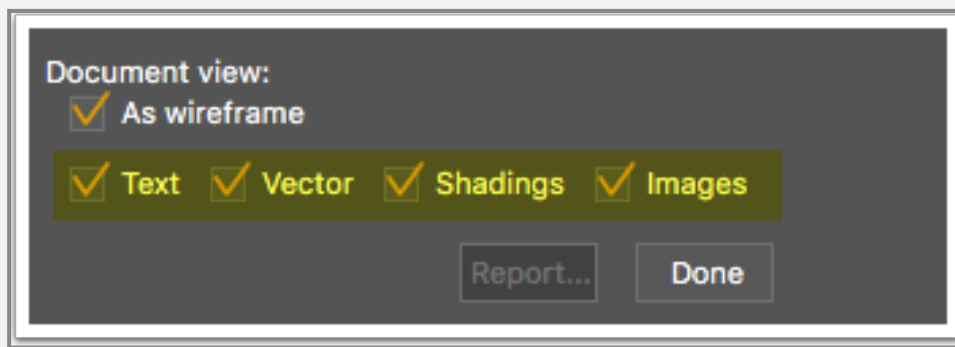 Document view:
As wireframe
Text Vector Shadings Images
Report... Done